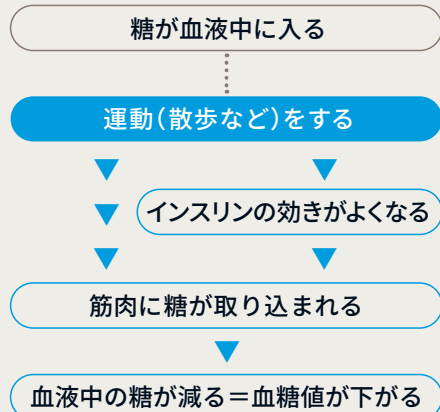 糖が血液中に入る
運動(散歩など)をする
インスリンの効きがよくなる
筋肉に糖が取り込まれる
血液中の糖が減る=血糖値が下がる